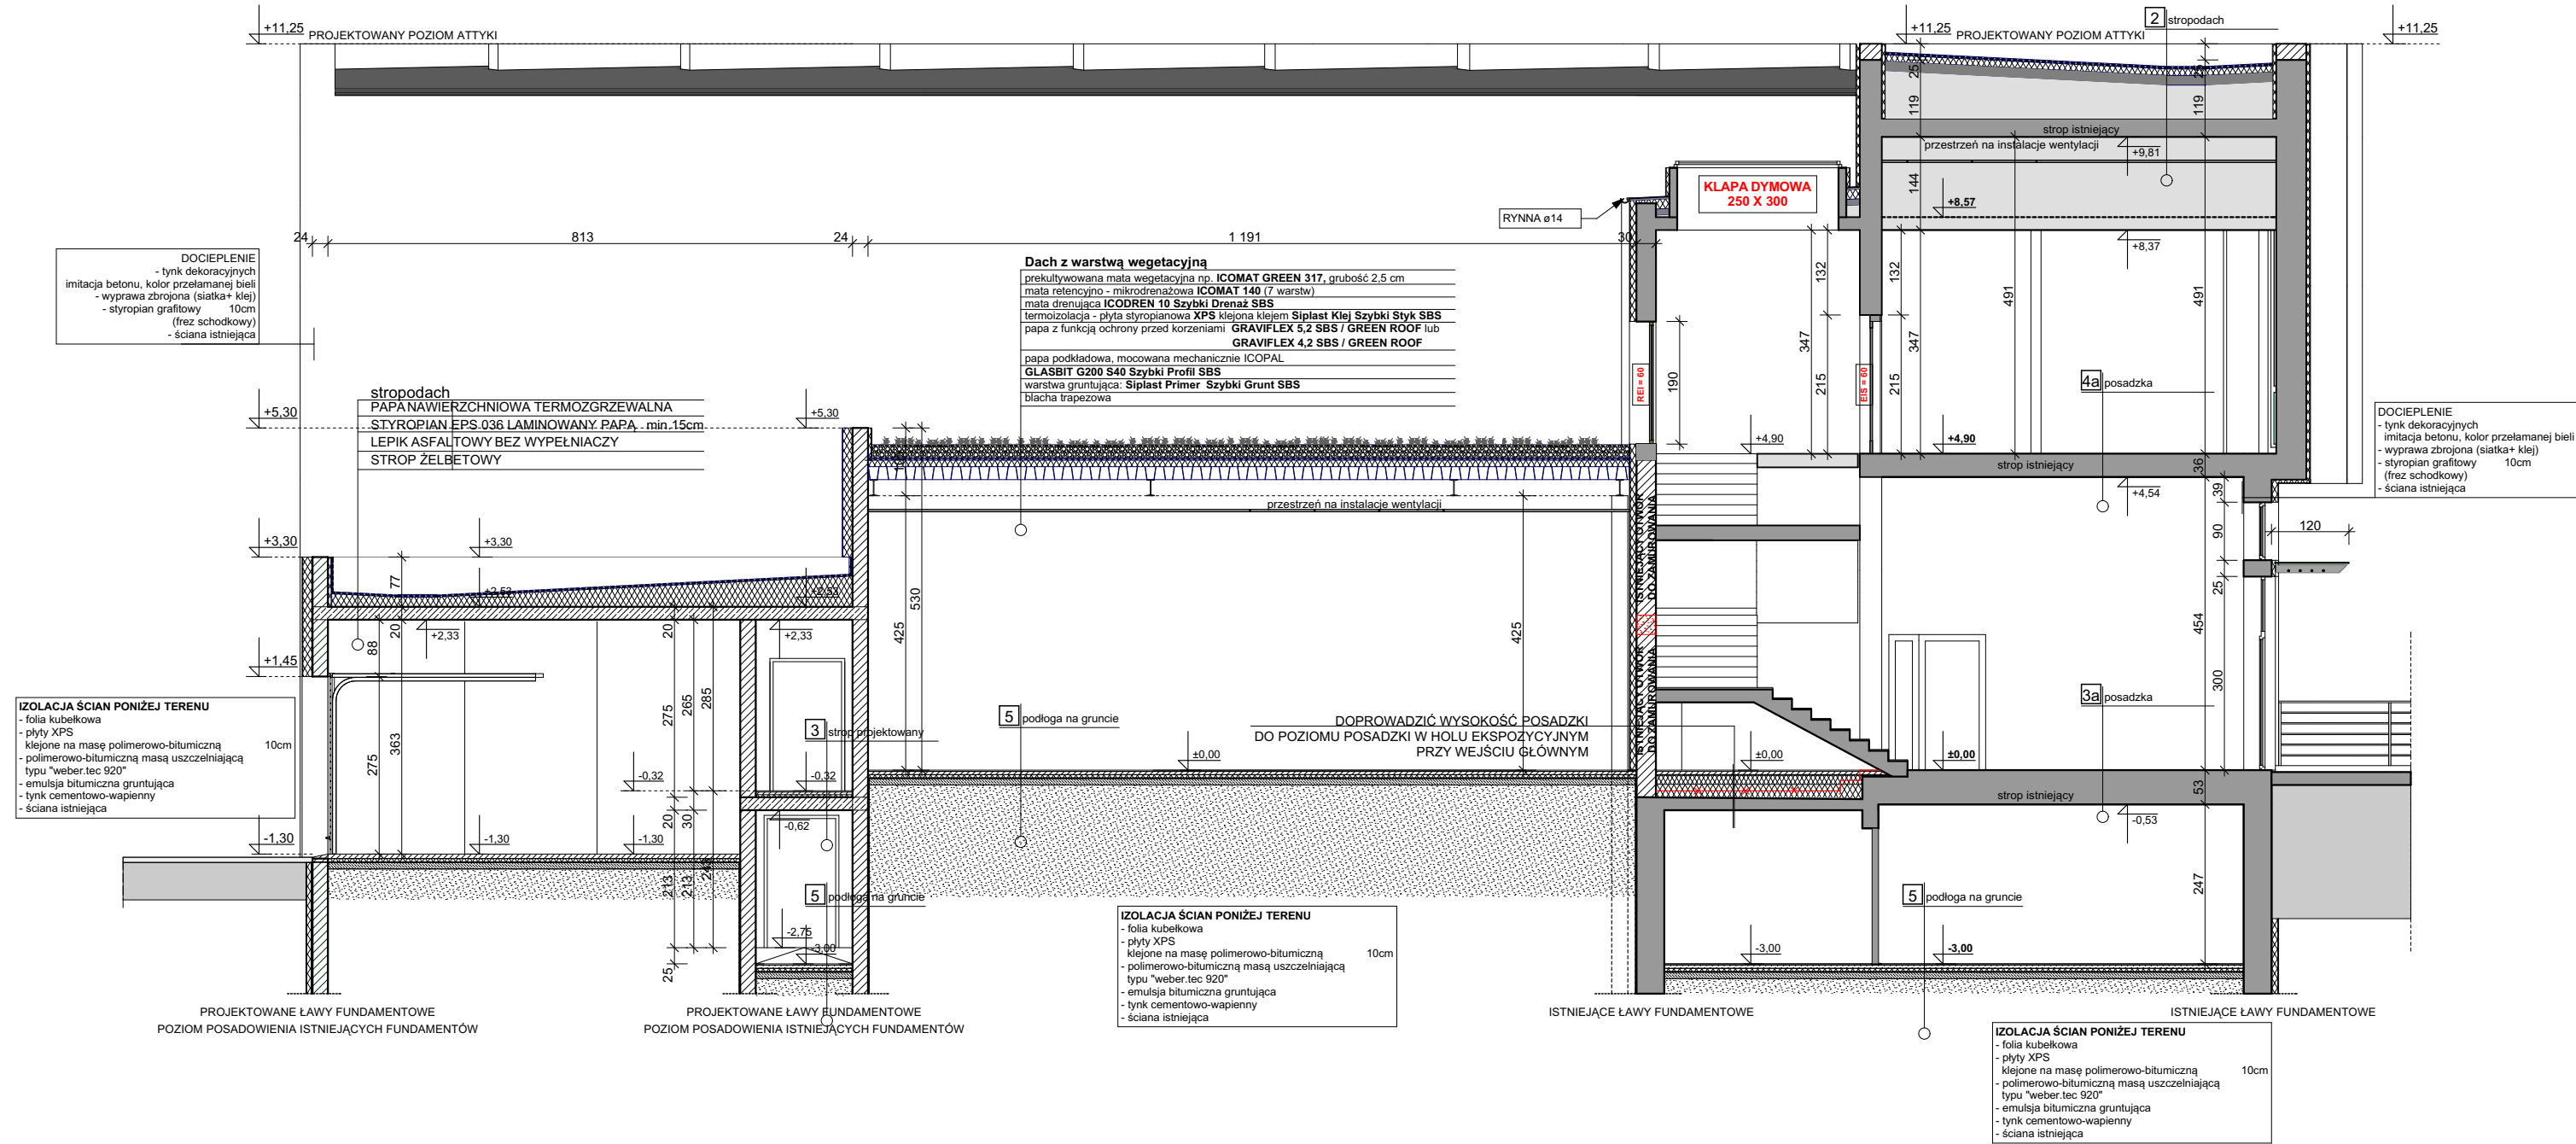 +11,25 PROJEKTOWANY POZIOM ATTYKI
+11,25 PROJEKTOWANY POZIOM ATTYKI
2 stropodach
+11,25
25
25
119
119
strop istniejący
przestrzeń na instalacje wentylacji
+9,81
144
KLAPA DYMOWA
250 X 300
+8,57
RYNNA ø14
24
813
24
1 191
30
+8,37
DOCIEPLENIE
- tynk dekoracyjnych
imitacja betonu, kolor przełamanej bieli
- wyprawa zbrojona (siatka+ klej)
- styropian grafitowy 10cm
(frez schodkowy)
- ściana istniejąca
Dach z warstwą wegetacyjną
prekultywowana mata wegetacyjna np. ICOMAT GREEN 317, grubość 2,5 cm
mata retencyjno - mikrodrenażowa ICOMAT 140 (7 warstw)
mata drenująca ICODREN 10 Szybki Drenaż SBS
termoizolacja - płyta styropianowa XPS klejona klejem Siplast Klej Szybki Styk SBS
papa z funkcją ochrony przed korzeniami GRAVIFLEX 5,2 SBS / GREEN ROOF lub
GRAVIFLEX 4,2 SBS / GREEN ROOF
papa podkładowa, mocowana mechanicznie ICOPAL
GLASBIT G200 S40 Szybki Profil SBS
warstwa gruntująca: Siplast Primer Szybki Grunt SBS
blacha trapezowa
132
132
491
491
347
347
190
215
215
REI = 60
EIS = 60
4a posadzka
stropodach
PAPA NAWIERZCHNIOWA TERMOZGRZEWALNA
STYROPIAN EPS 036 LAMINOWANY PAPĄ min.15cm
LEPIK ASFALTOWY BEZ WYPEŁNIACZY
STROP ŻELBETOWY
+5,30
+5,30
+4,90
+4,90
DOCIEPLENIE
- tynk dekoracyjnych
imitacja betonu, kolor przełamanej bieli
- wyprawa zbrojona (siatka+ klej)
- styropian grafitowy 10cm
(frez schodkowy)
- ściana istniejąca
strop istniejący
36
+4,54
39
przestrzeń na instalacje wentylacji
120
90
+3,30
+3,30
77
+2,53
+2,53
530
ISTNIEJĄCY OTWÓR
DO ZAMUROWANIA
25
20
20
+2,33
+2,33
88
425
425
454
+1,45
ISTNIEJĄCY OTWÓR
DO ZAMUROWANIA
300
3a posadzka
IZOLACJA ŚCIAN PONIŻEJ TERENU
- folia kubełkowa
- płyty XPS
klejone na masę polimerowo-bitumiczną 10cm
- polimerowo-bitumiczną masą uszczelniającą
typu "weber.tec 920"
- emulsja bitumiczna gruntująca
- tynk cementowo-wapienny
- ściana istniejąca
275
363
275
265
285
3 strop projektowany
5 podłoga na gruncie
DOPROWADZIĆ WYSOKOŚĆ POSADZKI
DO POZIOMU POSADZKI W HOLU EKSPOZYCYJNYM
PRZY WEJŚCIU GŁÓWNYM
±0,00
±0,00
±0,00
-0,32
-0,32
strop istniejący
53
-0,53
20
30
-0,62
-1,30
-1,30
-1,30
213
213
243
247
5 podłoga na gruncie
5 podłoga na gruncie
-2,75
-3,00
-3,00
-3,00
25
IZOLACJA ŚCIAN PONIŻEJ TERENU
- folia kubełkowa
- płyty XPS
klejone na masę polimerowo-bitumiczną 10cm
- polimerowo-bitumiczną masą uszczelniającą
typu "weber.tec 920"
- emulsja bitumiczna gruntująca
- tynk cementowo-wapienny
- ściana istniejąca
PROJEKTOWANE ŁAWY FUNDAMENTOWE
POZIOM POSADOWIENIA ISTNIEJĄCYCH FUNDAMENTÓW
PROJEKTOWANE ŁAWY FUNDAMENTOWE
POZIOM POSADOWIENIA ISTNIEJĄCYCH FUNDAMENTÓW
ISTNIEJĄCE ŁAWY FUNDAMENTOWE
ISTNIEJĄCE ŁAWY FUNDAMENTOWE
IZOLACJA ŚCIAN PONIŻEJ TERENU
- folia kubełkowa
- płyty XPS
klejone na masę polimerowo-bitumiczną 10cm
- polimerowo-bitumiczną masą uszczelniającą
typu "weber.tec 920"
- emulsja bitumiczna gruntująca
- tynk cementowo-wapienny
- ściana istniejąca